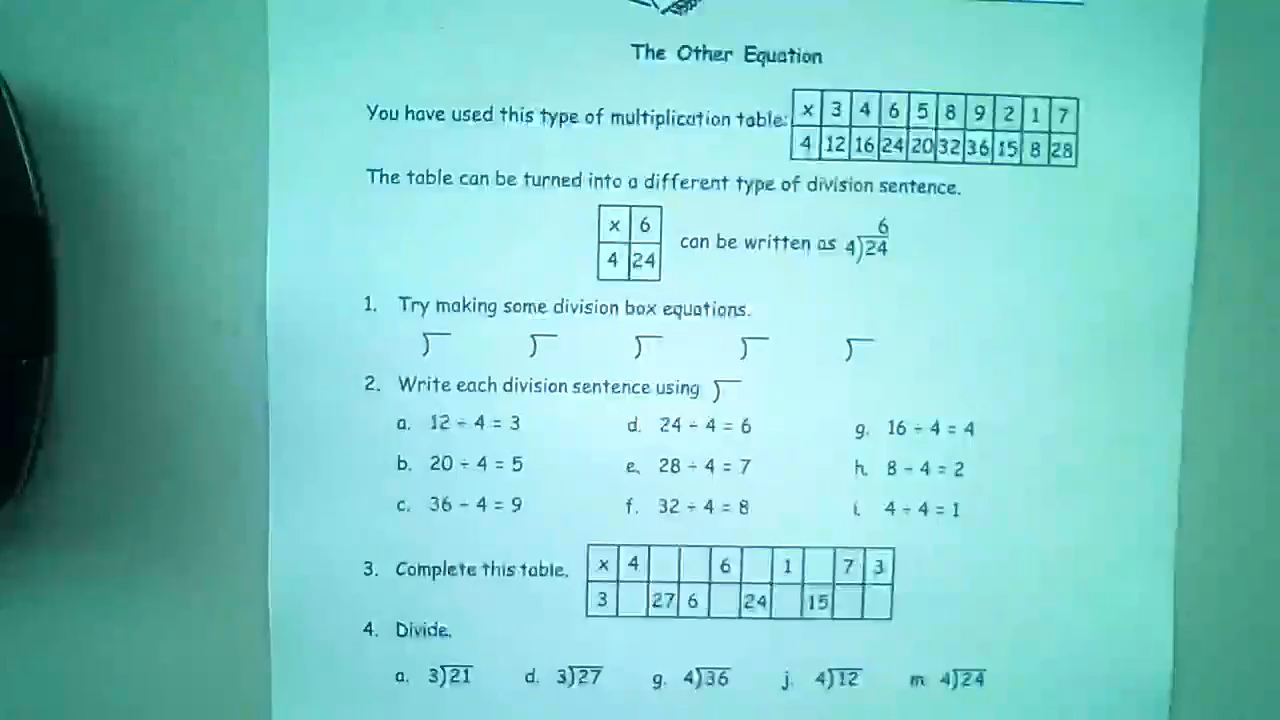 The Other Equation
You have used this type of multiplication table:
x 3 4 6 5 8 9 2 1 7
4 12 16 24 20 32 36 15 8 28
The table can be turned into a different type of division sentence.
x 6
4 24
can be written as 4)24 6
1. Try making some division box equations.
2. Write each division sentence using
a. 12 ÷ 4 = 3 d. 24 ÷ 4 = 6 g. 16 ÷ 4 = 4
b. 20 ÷ 4 = 5 e. 28 ÷ 4 = 7 h. 8 ÷ 4 = 2
c. 36 ÷ 4 = 9 f. 32 ÷ 4 = 8 i. 4 ÷ 4 = 1
3. Complete this table.
x 4 6 1 7 3
3 27 6 24 15
4. Divide.
a. 3)21 d. 3)27 g. 4)36 j. 4)12 m. 4)24